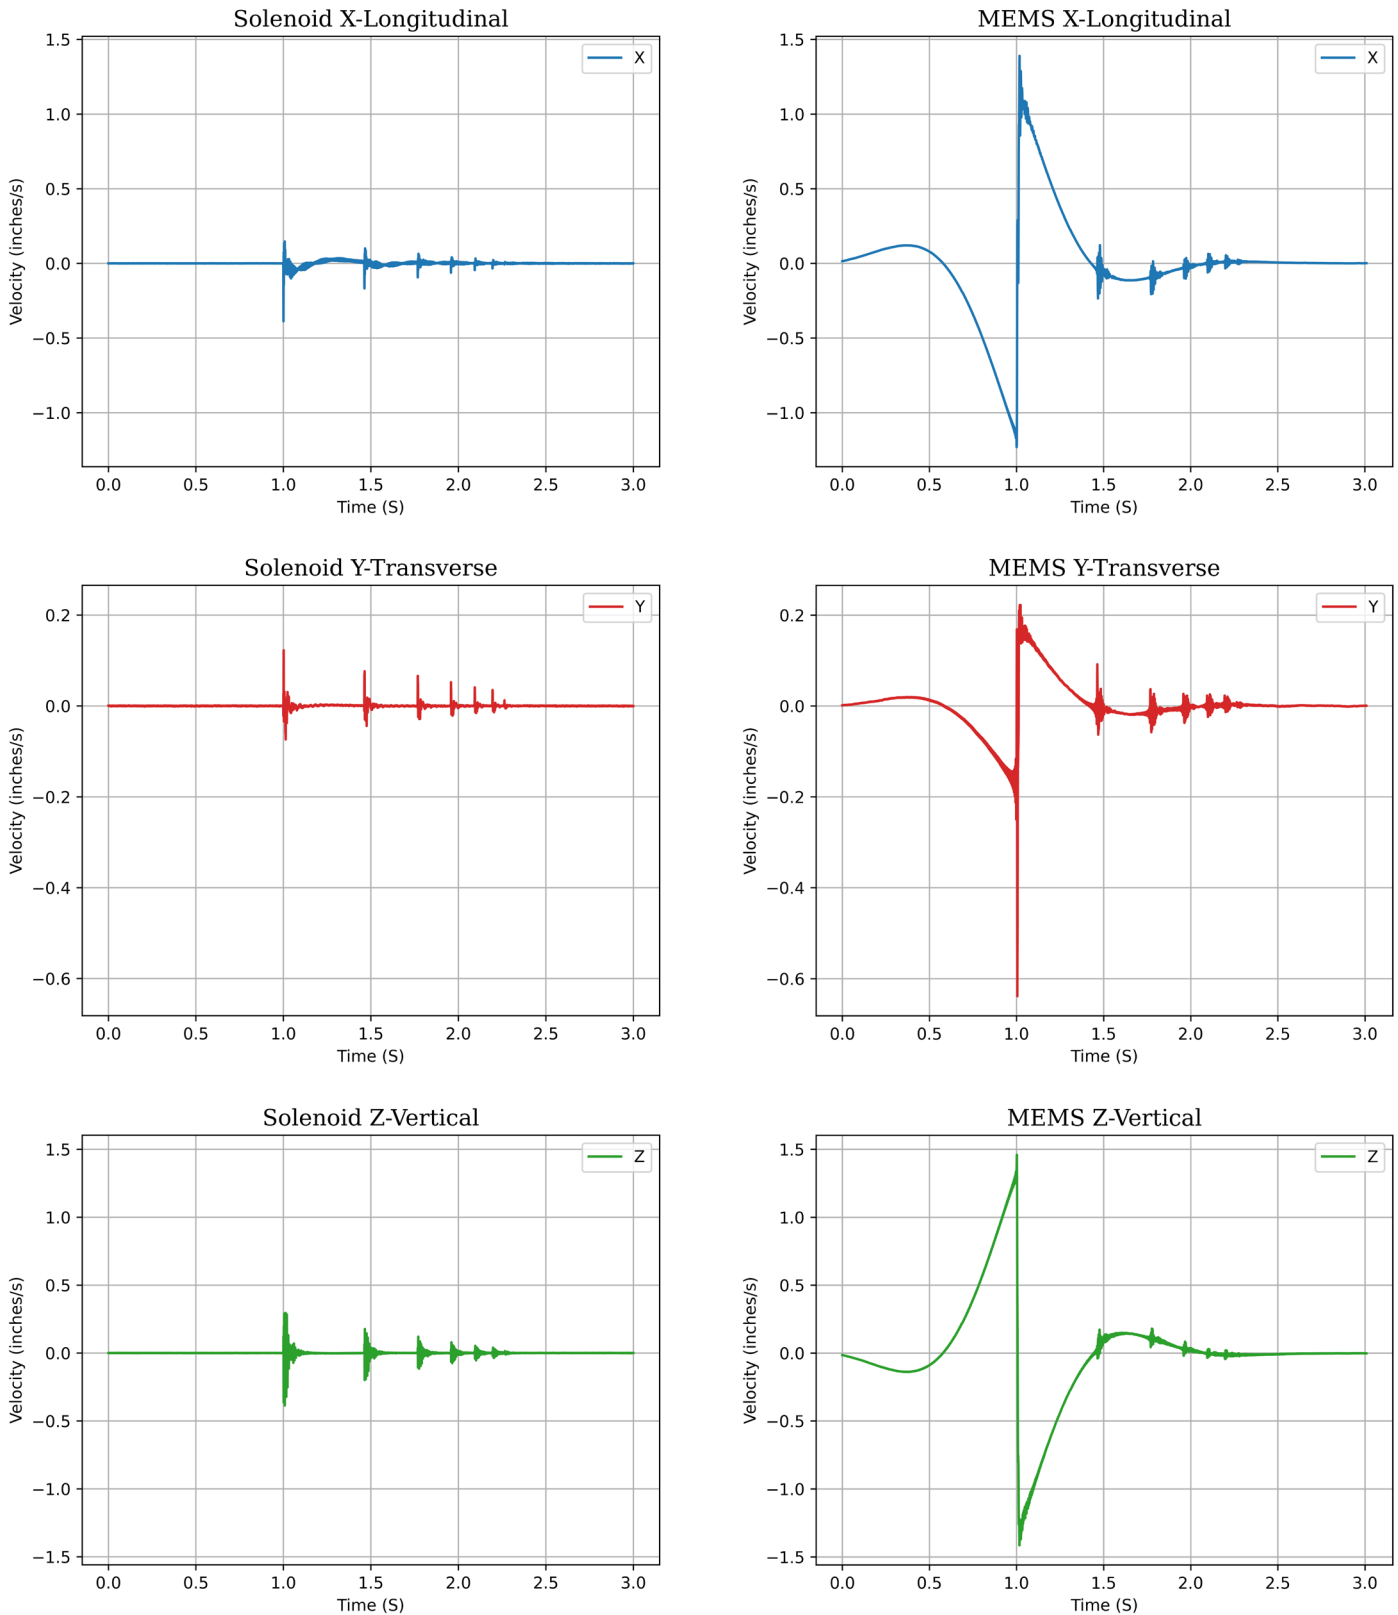 Solenoid X-Longitudinal
1.5
1.0
0.5
0.0
−0.5
−1.0
Velocity (inches/s)
X
0.0 0.5 1.0 1.5 2.0 2.5 3.0
Time (S)
MEMS X-Longitudinal
1.5
1.0
0.5
0.0
−0.5
−1.0
Velocity (inches/s)
X
0.0 0.5 1.0 1.5 2.0 2.5 3.0
Time (S)
Solenoid Y-Transverse
0.2
0.0
−0.2
−0.4
−0.6
Velocity (inches/s)
Y
0.0 0.5 1.0 1.5 2.0 2.5 3.0
Time (S)
MEMS Y-Transverse
0.2
0.0
−0.2
−0.4
−0.6
Velocity (inches/s)
Y
0.0 0.5 1.0 1.5 2.0 2.5 3.0
Time (S)
Solenoid Z-Vertical
1.5
1.0
0.5
0.0
−0.5
−1.0
−1.5
Velocity (inches/s)
Z
0.0 0.5 1.0 1.5 2.0 2.5 3.0
Time (S)
MEMS Z-Vertical
1.5
1.0
0.5
0.0
−0.5
−1.0
−1.5
Velocity (inches/s)
Z
0.0 0.5 1.0 1.5 2.0 2.5 3.0
Time (S)